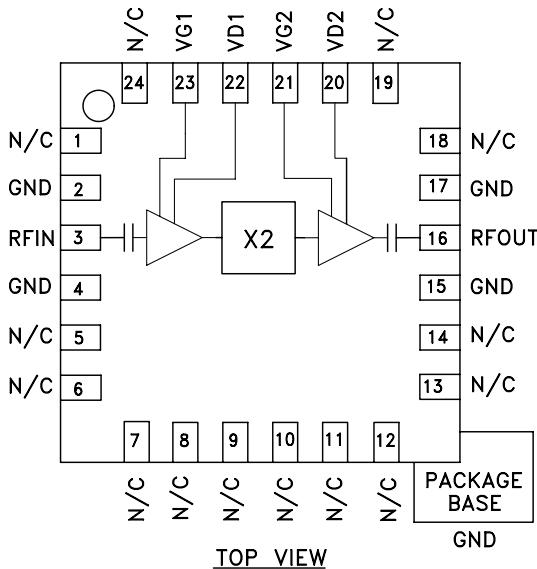 N/C VG1 VD1 VG2 VD2 N/C
24 23 22 21 20 19
N/C 1 18 N/C
GND 2 17 GND
RFIN 3 X2 16 RFOUT
GND 4 15 GND
N/C 5 14 N/C
N/C 6 13 N/C
7 8 9 10 11 12
N/C N/C N/C N/C N/C N/C
PACKAGE
BASE
GND
TOP VIEW